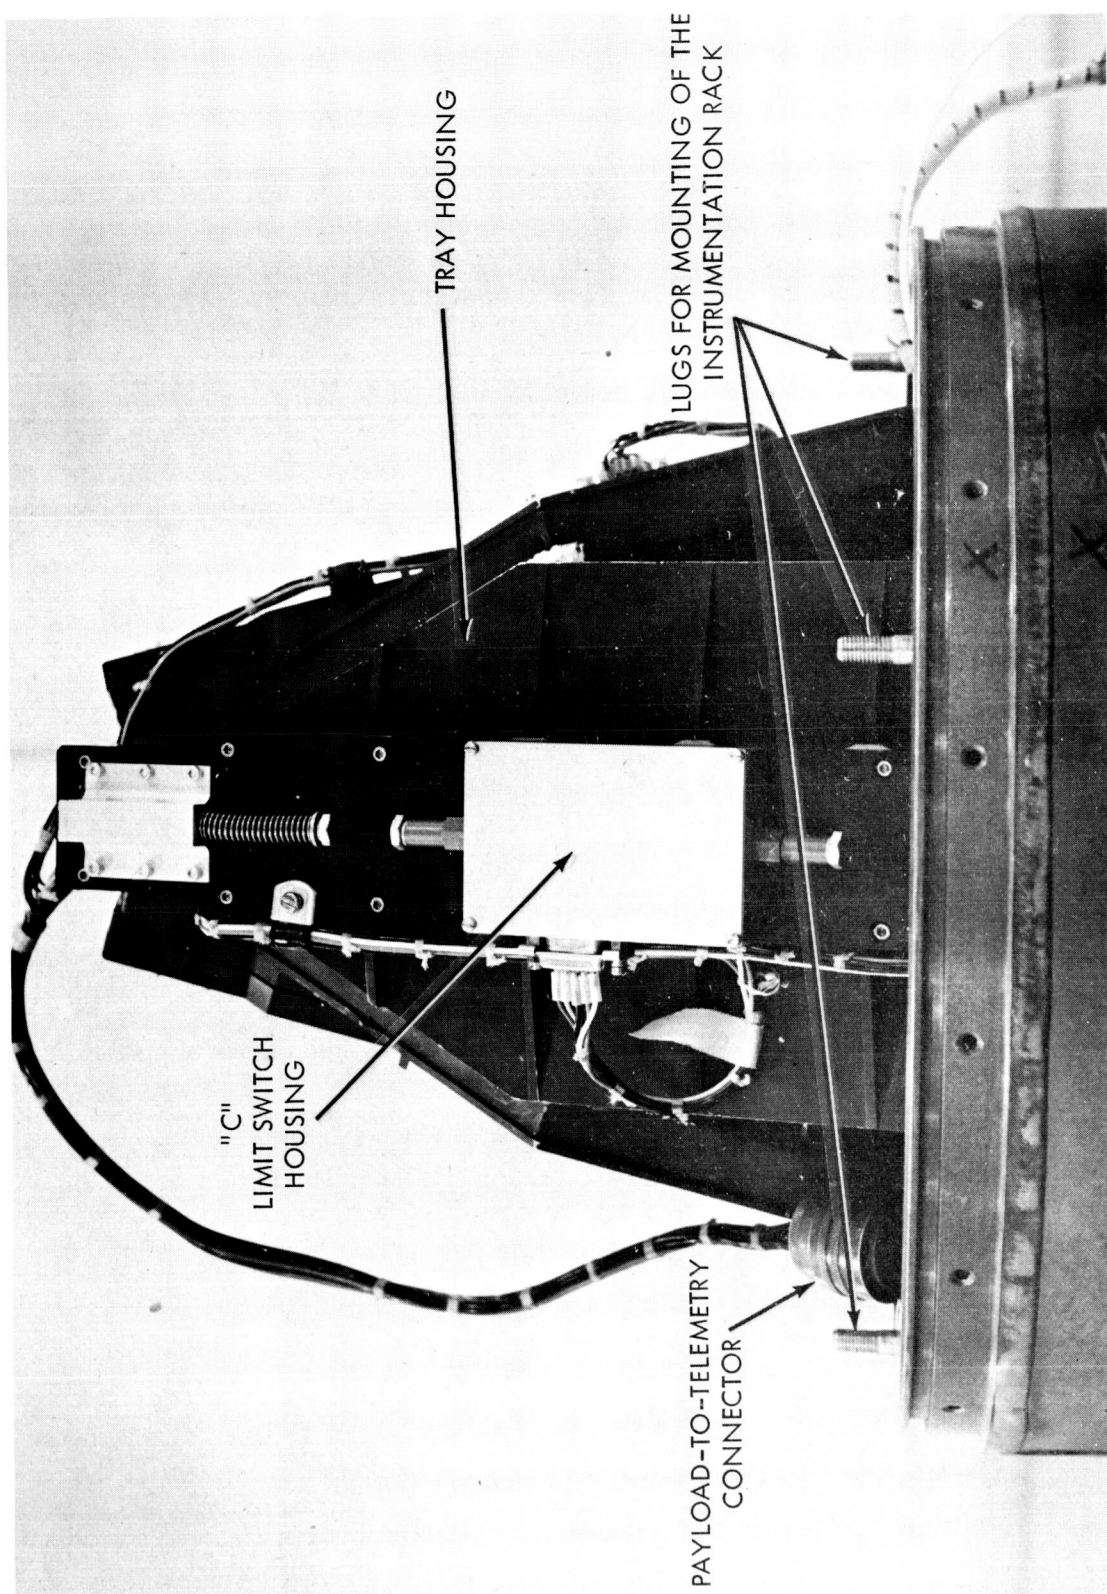 TRAY HOUSING
LUGS FOR MOUNTING OF THE
INSTRUMENTATION RACK
"C"
LIMIT SWITCH
HOUSING
PAYLOAD-TO-TELEMETRY
CONNECTOR
X
X